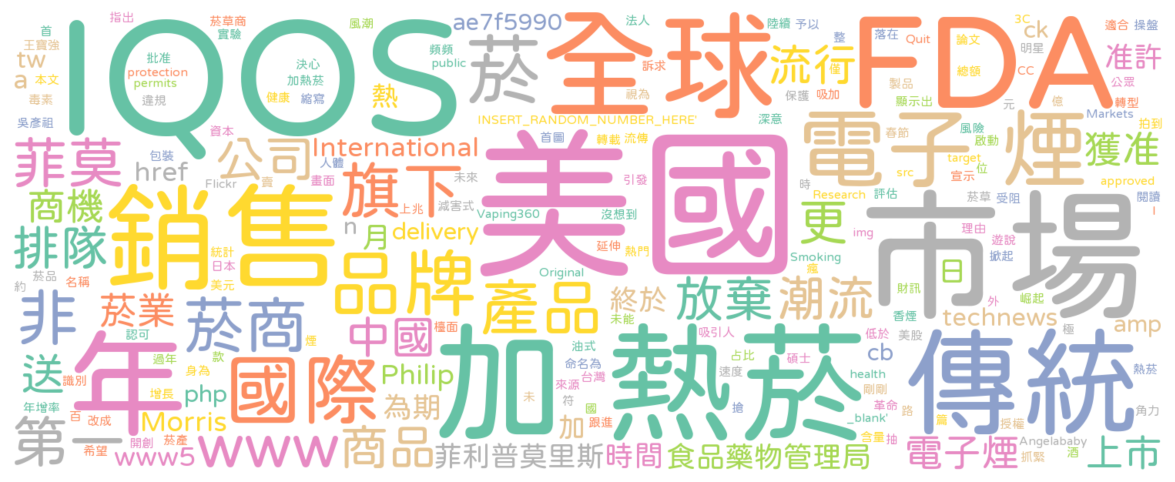 指出
菸草商
首
王寶強
tw
a
本文
毒素
實驗
IQOS
批准
protection
permits
違規
決心
加熱菸
健康
縮寫
風潮
熱
頻頻
public
ae7f5990
菸
全球
法人
訴求
視為
INSERT_RANDOM_NUMBER_HERE'
陸續
予以
流行
僅
保護
吸加
深意
整
落在
Quit
FDA
製品
顯示出
論文
總額
3C
明星
ck
CC
公眾
元
億
適合
操盤
准許
轉型
Markets
拍到
吳彥祖
菲莫
包裝
href
資本
公司
Flickr
賣
人體
畫面
International
旗下
上兆
未來
減害式
首圖
轉載
流傳
引發
Vaping360
沒想到
美國
電子煙
春節
時
Research
風險
啟動
target
位
src
宣示
評估
獲准
approved
菸草
受阻
閱讀
l
商機
排隊
銷售
n
月
delivery
統計
日本
美元
延伸
熱門
Original
更
Smoking
瘋
img
市場
理由
遊說
掀起
日
財訊
外
崛起
菸品
名稱
約
非
菸業
認可
菸商
煙
品牌
中國
檯面
產品
未能
終於
放棄
吸引人
潮流
香煙
低於
美股
technews
極
amp
送
識別
年
年增率
過年
款
身為
增長
php
國際
Philip
Morris
為期
加熱菸
油式
命名為
台灣
來源
符
國
未
跟進
占比
速度
搶
碩士
cb
health
剛剛
革命
_blank'
含量
抽
路
篇
傳統
授權
熱菸
角力
第一
百
改成
希望
開創
菸產
www5
www
商品
加
菲利普莫里斯
時間
食品藥物管理局
電子煙
Angelababy
抓緊
酒
上市